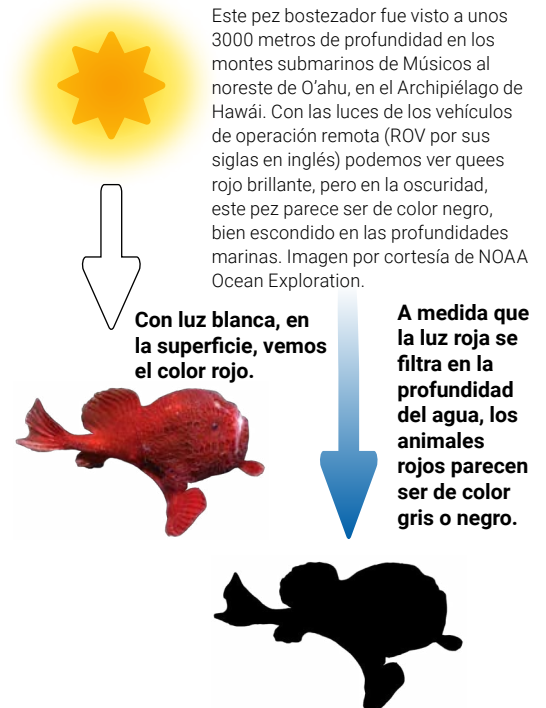 Este pez bostezador fue visto a unos
3000 metros de profundidad en los
montes submarinos de Músicos al
noreste de O'ahu, en el Archipiélago de
Hawái. Con las luces de los vehículos
de operación remota (ROV por sus
siglas en inglés) podemos ver quees
rojo brillante, pero en la oscuridad,
este pez parece ser de color negro,
bien escondido en las profundidades
marinas. Imagen por cortesía de NOAA
Ocean Exploration.
Con luz blanca, en
la superficie, vemos
el color rojo.
A medida que
la luz roja se
filtra en la
profundidad
del agua, los
animales
rojos parecen
ser de color
gris o negro.